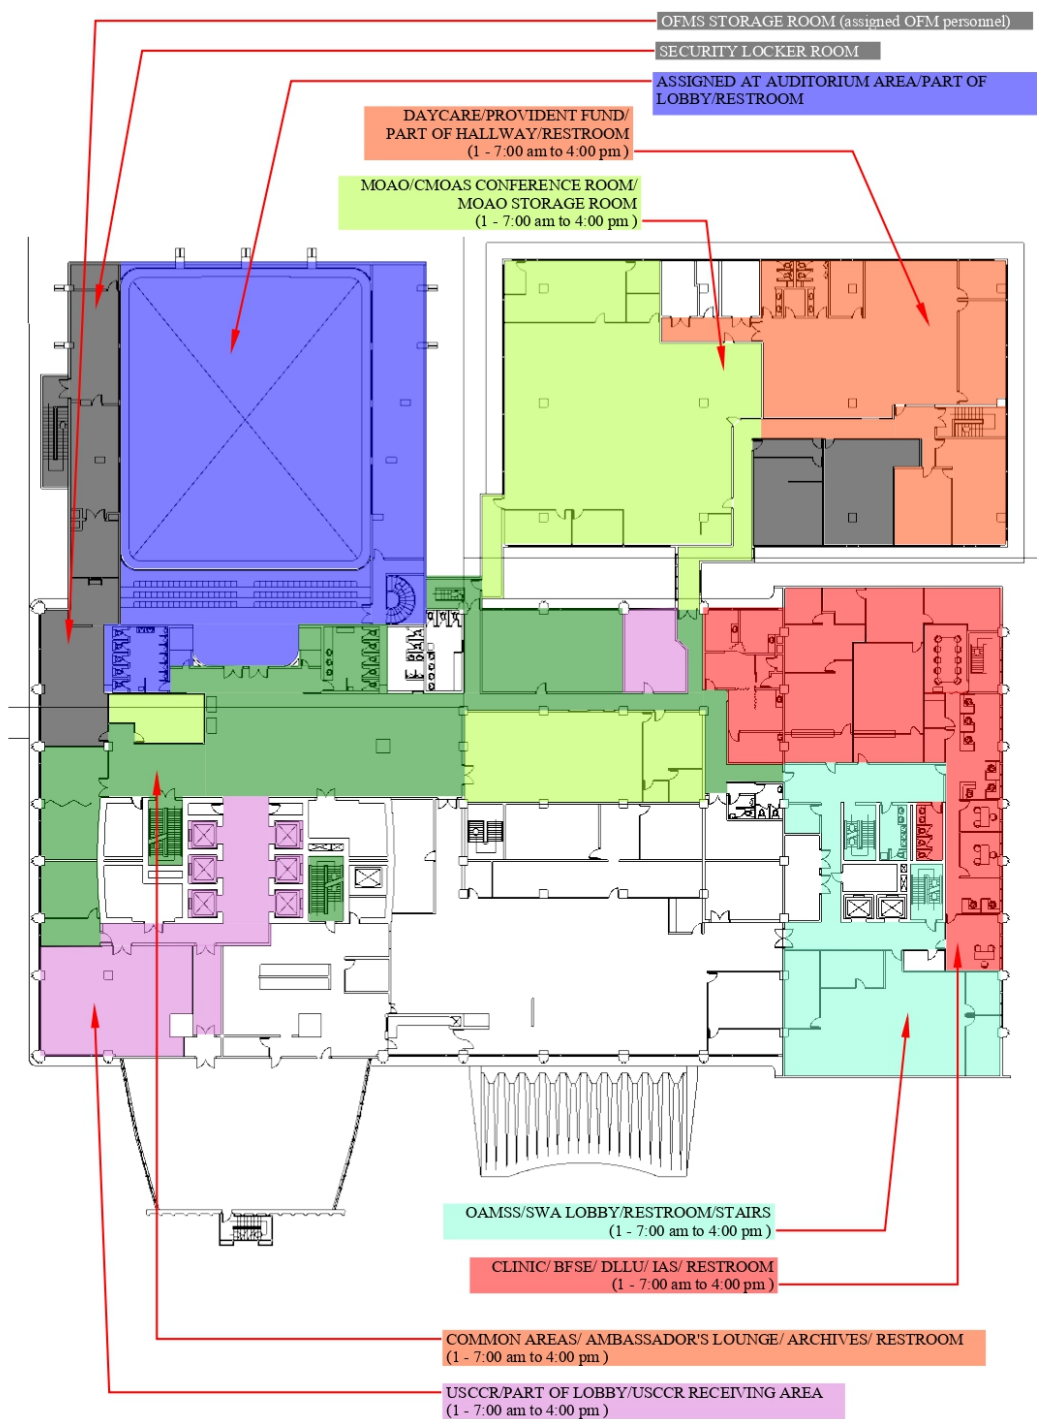 OFMS STORAGE ROOM (assigned OFM personnel)
SECURITY LOCKER ROOM
ASSIGNED AT AUDITORIUM AREA/PART OF
LOBBY/RESTROOM
DAYCARE/PROVIDENT FUND/
PART OF HALLWAY/RESTROOM
(1 - 7:00 am to 4:00 pm )
MOAO/CMOAS CONFERENCE ROOM/
MOAO STORAGE ROOM
(1 - 7:00 am to 4:00 pm )
OAMSS/SWA LOBBY/RESTROOM/STAIRS
(1 - 7:00 am to 4:00 pm )
CLINIC/ BFSE/ DLLU/ IAS/ RESTROOM
(1 - 7:00 am to 4:00 pm )
COMMON AREAS/ AMBASSADOR'S LOUNGE/ ARCHIVES/ RESTROOM
(1 - 7:00 am to 4:00 pm )
USCCR/PART OF LOBBY/USCCR RECEIVING AREA
(1 - 7:00 am to 4:00 pm )